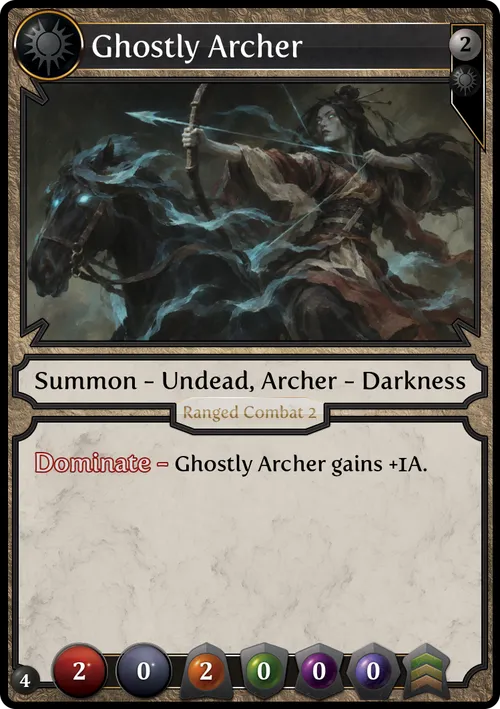 Ghostly Archer
2
Summon – Undead, Archer – Darkness
Ranged Combat 2
Dominate – Ghostly Archer gains +1A.
4 2* 0* 2 0 0 0